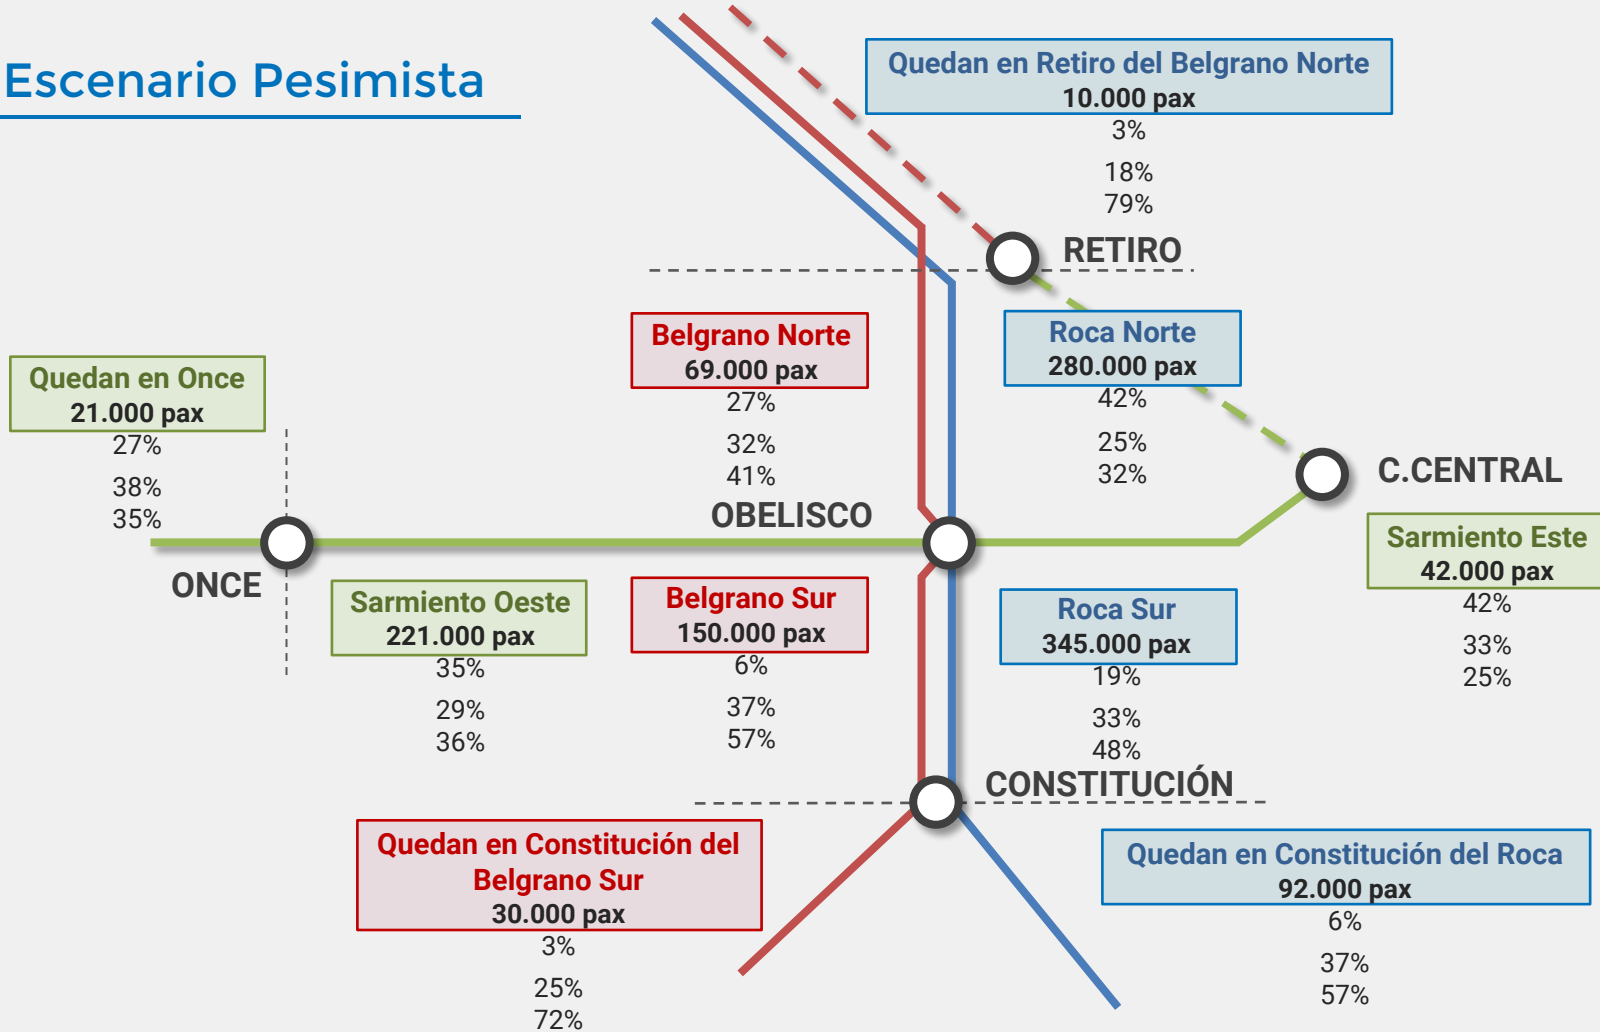 Escenario Pesimista
Quedan en Retiro del Belgrano Norte
10.000 pax
3%
18%
79%
RETIRO
Belgrano Norte
69.000 pax
27%
32%
41%
Roca Norte
280.000 pax
42%
25%
32%
Quedan en Once
21.000 pax
27%
38%
35%
OBELISCO
C.CENTRAL
ONCE
Sarmiento Este
42.000 pax
42%
33%
25%
Sarmiento Oeste
221.000 pax
35%
29%
36%
Belgrano Sur
150.000 pax
6%
37%
57%
Roca Sur
345.000 pax
19%
33%
48%
CONSTITUCIÓN
Quedan en Constitución del
Belgrano Sur
30.000 pax
3%
25%
72%
Quedan en Constitución del Roca
92.000 pax
6%
37%
57%